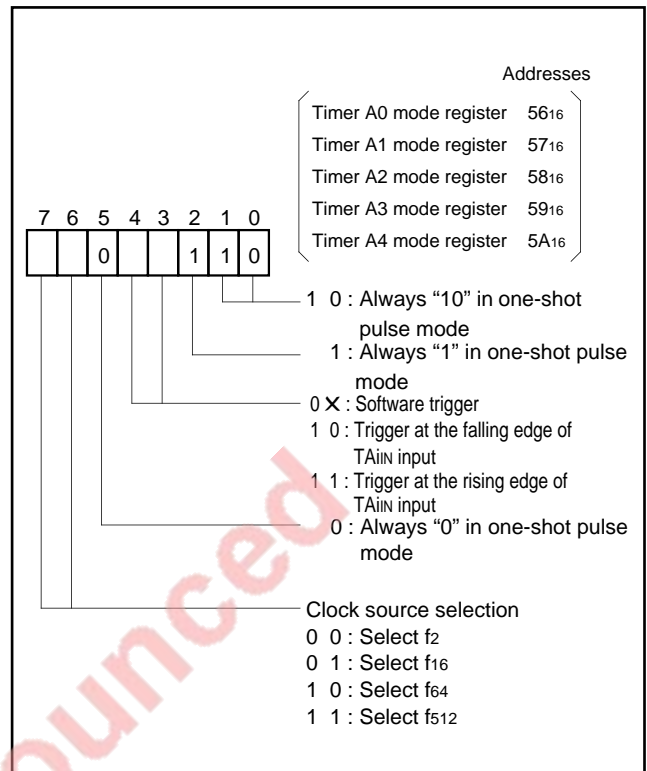 Addresses
Timer A0 mode register 5616
Timer A1 mode register 5716
Timer A2 mode register 5816
Timer A3 mode register 5916
Timer A4 mode register 5A16
7 6 5 4 3 2 1 0
0 1 1 0
1 0 : Always “10” in one-shot
pulse mode
1 : Always “1” in one-shot pulse
mode
0 X : Software trigger
1 0 : Trigger at the falling edge of
TAiIN input
1 1 : Trigger at the rising edge of
TAiIN input
0 : Always “0” in one-shot pulse
mode
Clock source selection
0 0 : Select f2
0 1 : Select f16
1 0 : Select f64
1 1 : Select f512
ounced